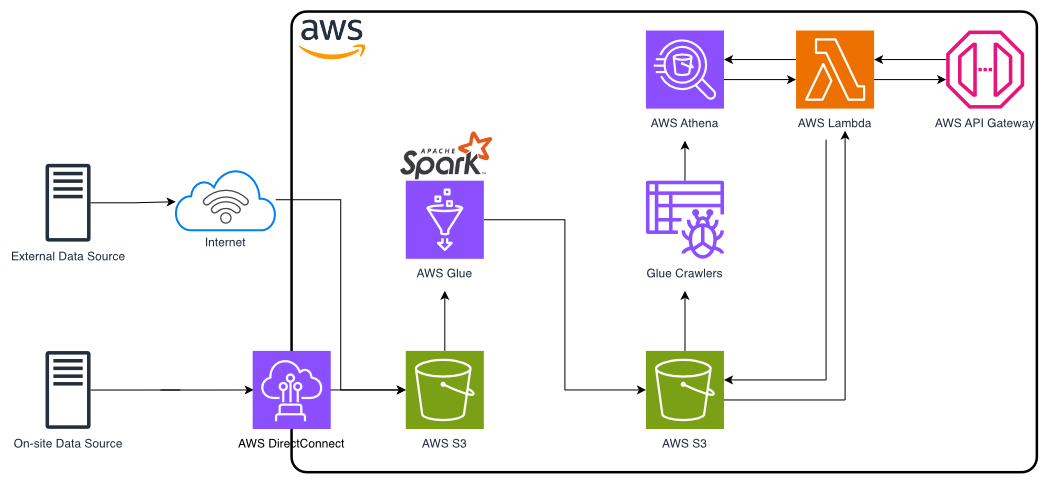 aws
APACHE
Spark
AWS Athena
AWS Lambda
AWS API Gateway
Internet
External Data Source
AWS Glue
Glue Crawlers
On-site Data Source
AWS DirectConnect
AWS S3
AWS S3